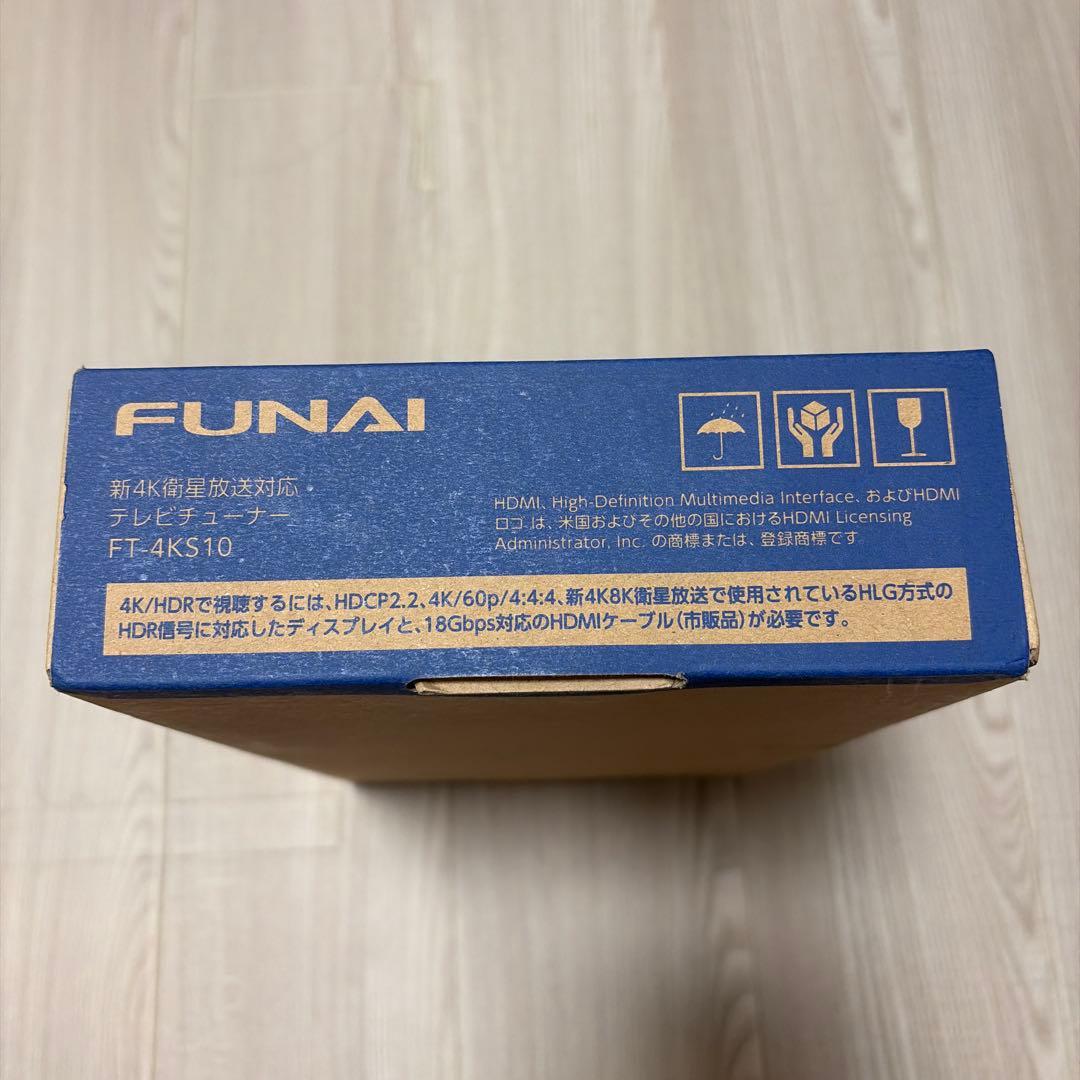 FUNAI
新4K衛星放送対応
テレビチューナー
FT-4KS10
HDMI、High-Definition Multimedia Interface、およびHDMI
ロゴ は、米国およびその他の国におけるHDMI Licensing
Administrator, Inc. の商標または、登録商標です
4K/HDRで視聴するには、HDCP2.2、4K/60p/4:4:4、新4K8K衛星放送で使用されているHLG方式の
HDR信号に対応したディスプレイと、18Gbps対応のHDMIケーブル(市販品)が必要です。